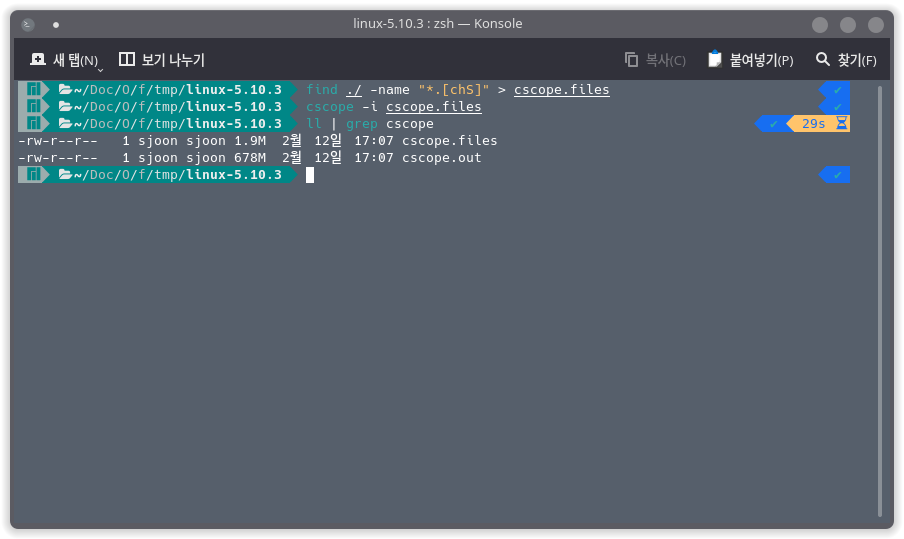 linux-5.10.3 : zsh — Konsole
새 탭(N) 보기 나누기 복사(C) 붙여넣기(P) 찾기(F)
~/Doc/O/f/tmp/linux-5.10.3 find ./ -name "*.[chS]" > cscope.files ✓
~/Doc/O/f/tmp/linux-5.10.3 cscope -i cscope.files ✓
~/Doc/O/f/tmp/linux-5.10.3 ll | grep cscope ✓ 29s
-rw-r--r-- 1 sjoon sjoon 1.9M 2월 12일 17:07 cscope.files
-rw-r--r-- 1 sjoon sjoon 678M 2월 12일 17:07 cscope.out
~/Doc/O/f/tmp/linux-5.10.3 ✓